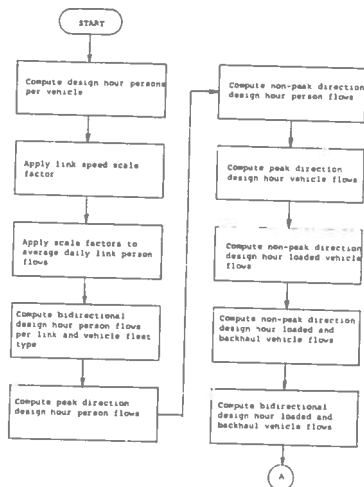 START
Compute design hour persons
per vehicle
Apply link speed scale
factor
Apply scale factors to
average daily link person
flows
Compute bidirectional
design hour person flows
per link and vehicle fleet
type
Compute peak direction
design hour person flows
Compute non-peak direction
design hour person flows
Compute peak direction
design hour vehicle flows
Compute non-peak direction
design hour loaded vehicle
flows
Compute non-peak direction
design hour loaded and
backhaul vehicle flows
Compute bidirectional
design hour loaded and
backhaul vehicle flows
A